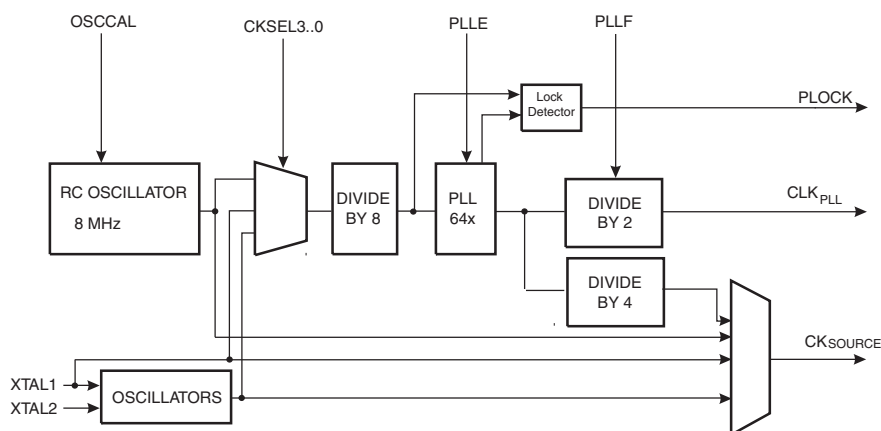 OSCCAL
CKSEL3..0
PLLE
PLLF
Lock
Detector
PLOCK
RC OSCILLATOR
8 MHz
DIVIDE
BY 8
PLL
64x
DIVIDE
BY 2
CLKPLL
DIVIDE
BY 4
CKSOURCE
XTAL1
XTAL2
OSCILLATORS